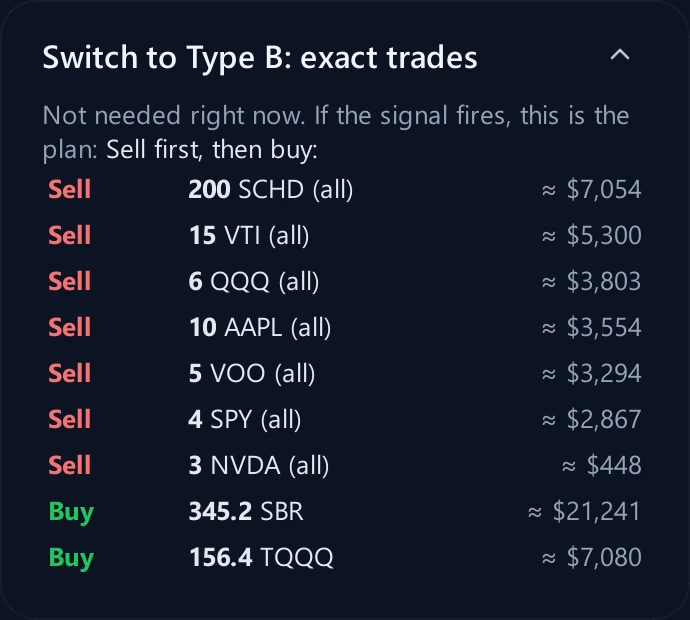 Switch to Type B: exact trades
Not needed right now. If the signal fires, this is the
plan: Sell first, then buy:
Sell 200 SCHD (all) ≈ $7,054
Sell 15 VTI (all) ≈ $5,300
Sell 6 QQQ (all) ≈ $3,803
Sell 10 AAPL (all) ≈ $3,554
Sell 5 VOO (all) ≈ $3,294
Sell 4 SPY (all) ≈ $2,867
Sell 3 NVDA (all) ≈ $448
Buy 345.2 SBR ≈ $21,241
Buy 156.4 TQQQ ≈ $7,080